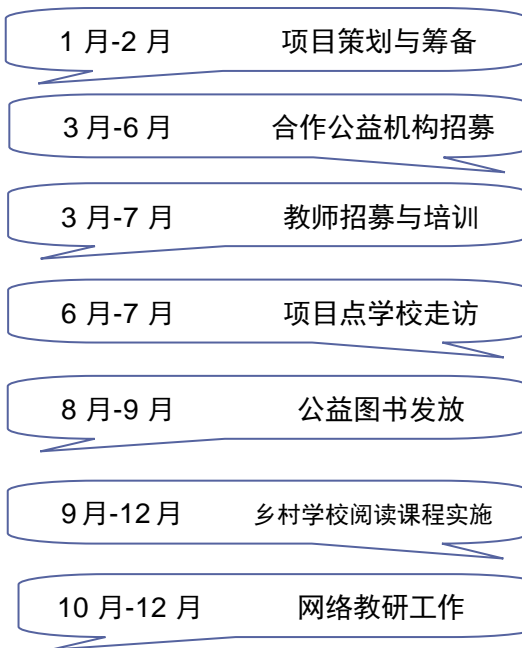 1 月-2 月 项目策划与筹备
3 月-6 月 合作公益机构招募
3 月-7 月 教师招募与培训
6 月-7 月 项目点学校走访
8 月-9 月 公益图书发放
9 月-12 月 乡村学校阅读课程实施
10 月-12 月 网络教研工作